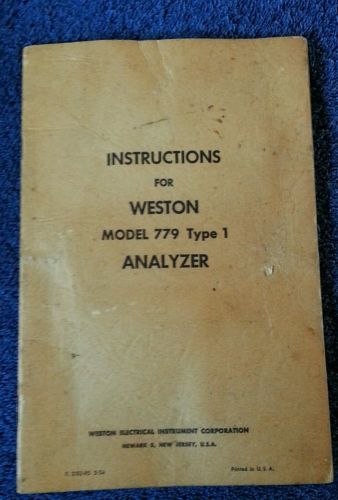 INSTRUCTIONS
FOR
WESTON
MODEL 779 Type 1
ANALYZER
WESTON ELECTRICAL INSTRUMENT CORPORATION
NEWARK 5, NEW JERSEY, U.S.A.
Printed in U.S.A.